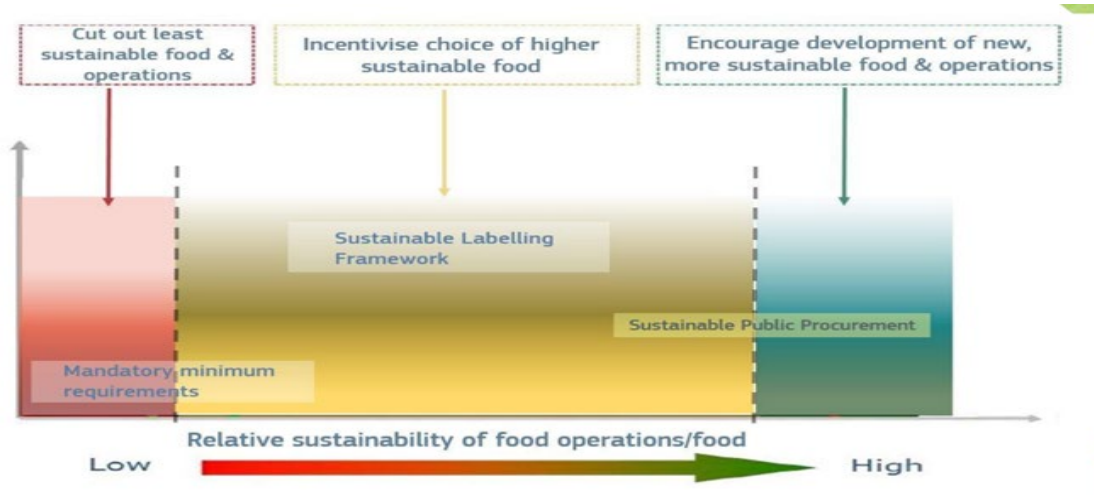 Cut out least
sustainable food &
operations
Incentivise choice of higher
sustainable food
Encourage development of new,
more sustainable food & operations
Sustainable Labelling
Framework
Sustainable Public Procurement
Mandatory minimum
requirements
Relative sustainability of food operations/food
Low
High